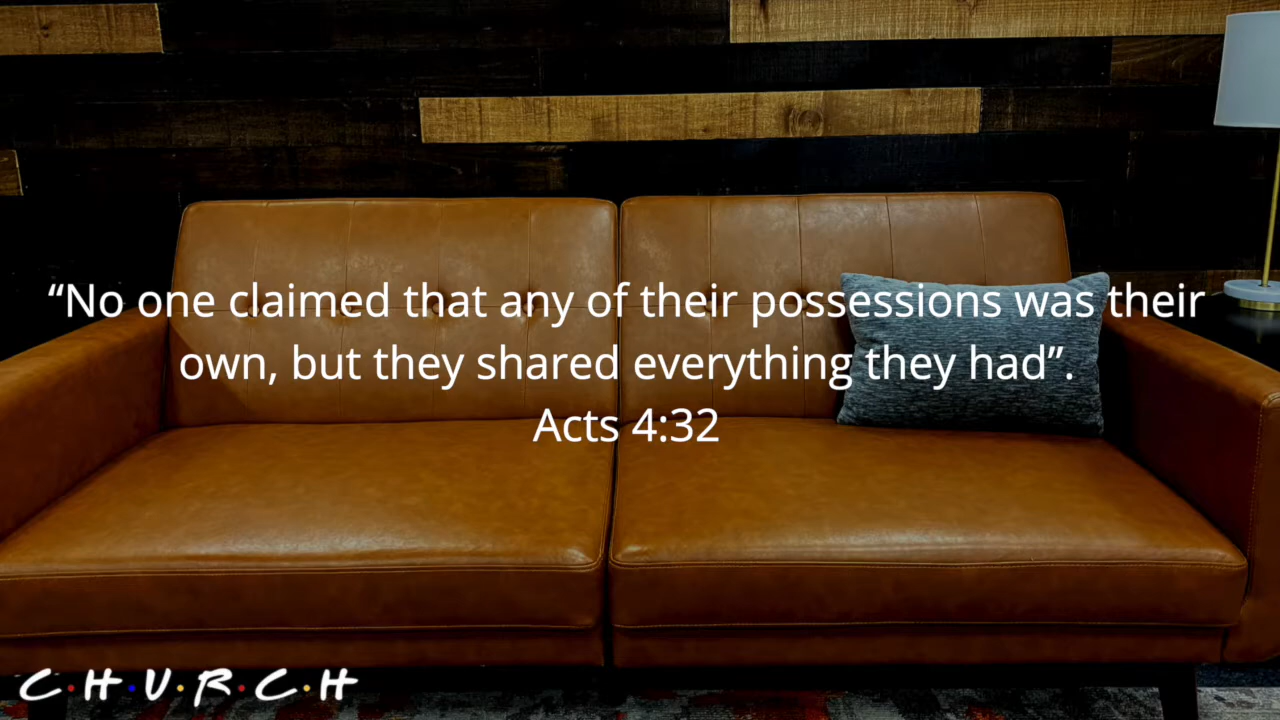 “No one claimed that any of their possessions was their
own, but they shared everything they had”.
Acts 4:32
C·H·U·R·C·H